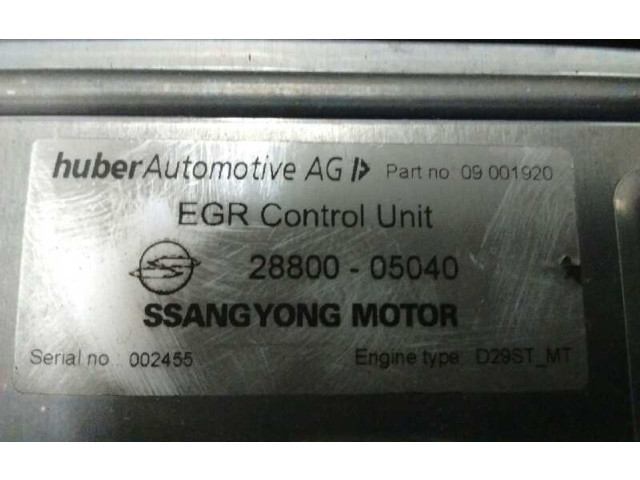 huberAutomotive AG Part no 09 001920
EGR Control Unit
28800 - 05040
SSANGYONG MOTOR
Serial no 002455 Engine type D29ST_MT